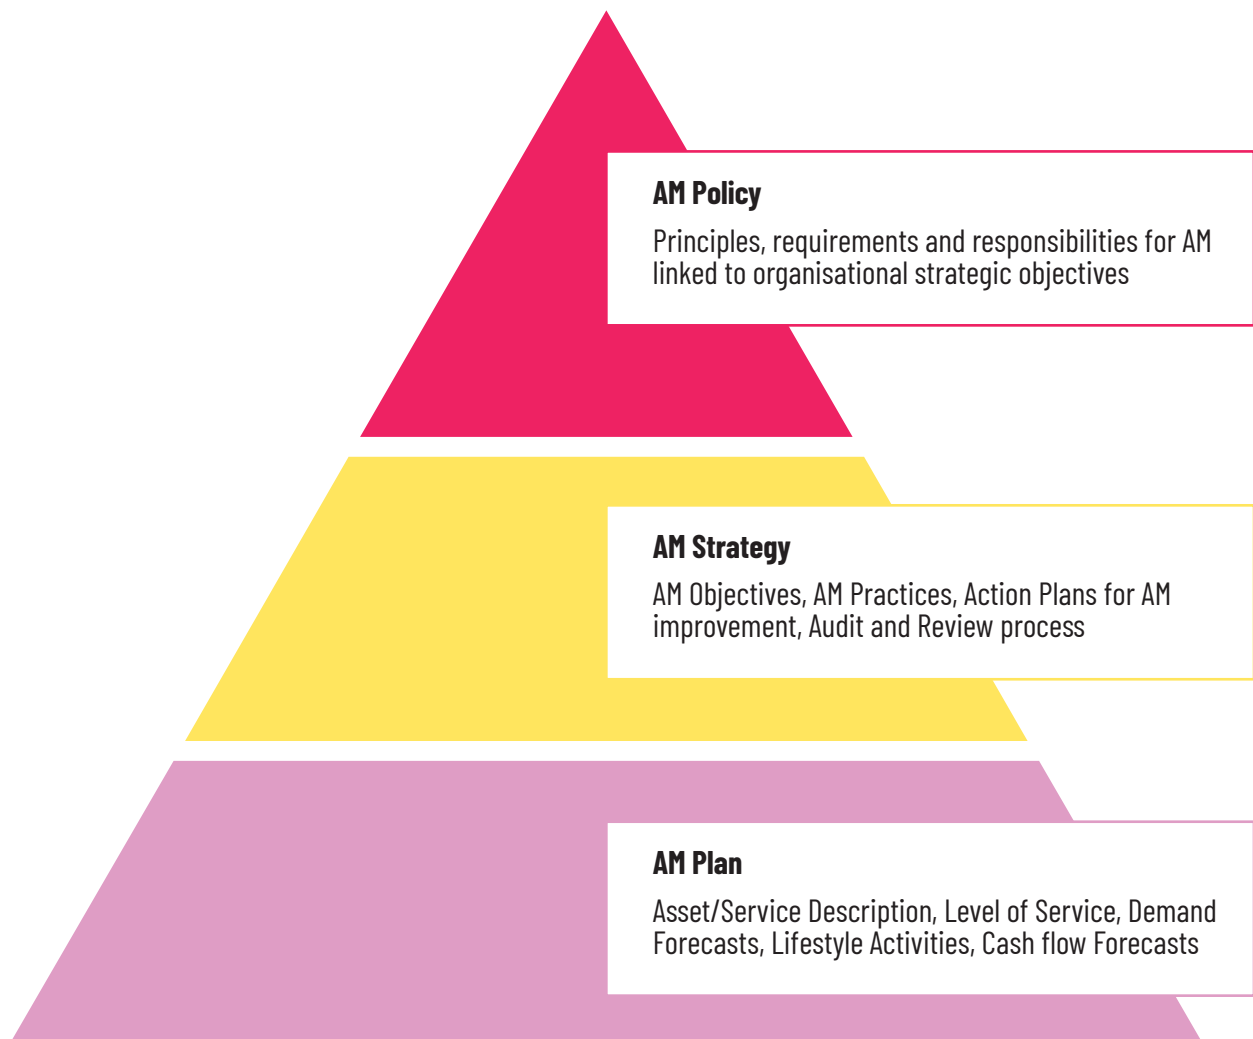 AM Policy
Principles, requirements and responsibilities for AM
linked to organisational strategic objectives
AM Strategy
AM Objectives, AM Practices, Action Plans for AM
improvement, Audit and Review process
AM Plan
Asset/Service Description, Level of Service, Demand
Forecasts, Lifestyle Activities, Cash flow Forecasts